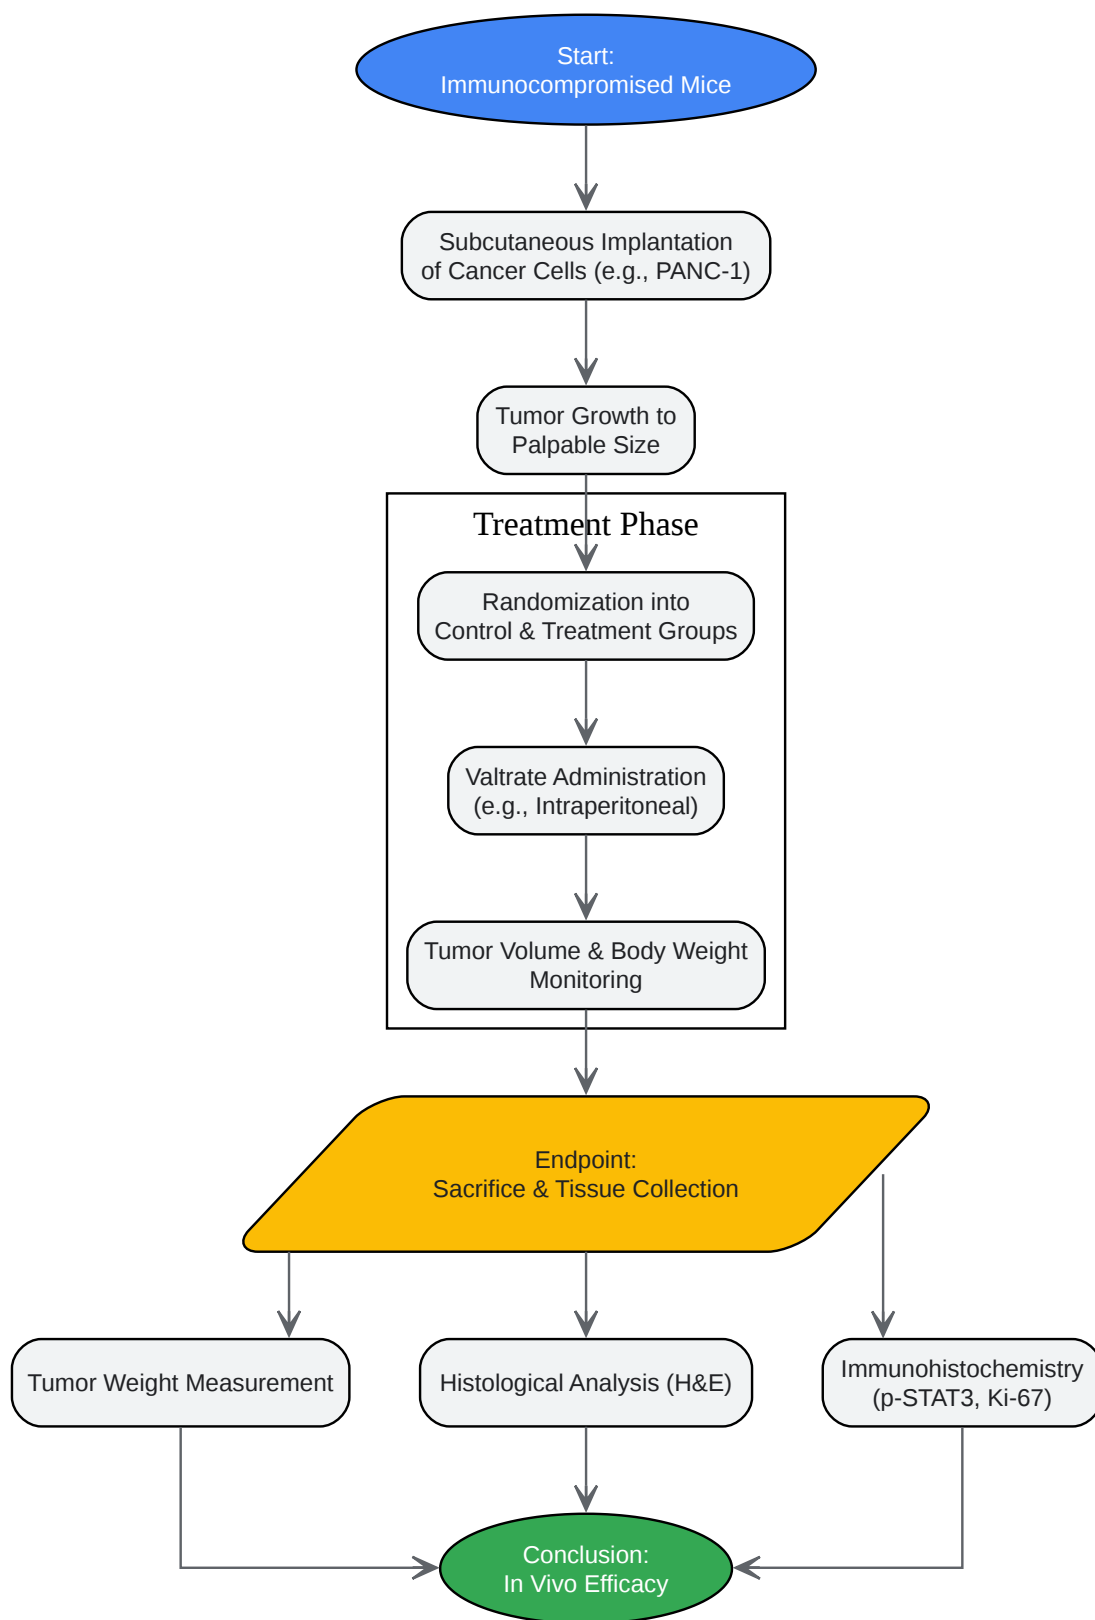 Start:
Immunocompromised Mice
Subcutaneous Implantation
of Cancer Cells (e.g., PANC-1)
Tumor Growth to
Palpable Size
Treatment Phase
Randomization into
Control & Treatment Groups
Valtrate Administration
(e.g., Intraperitoneal)
Tumor Volume & Body Weight
Monitoring
Endpoint:
Sacrifice & Tissue Collection
Tumor Weight Measurement
Histological Analysis (H&E)
Immunohistochemistry
(p-STAT3, Ki-67)
Conclusion:
In Vivo Efficacy